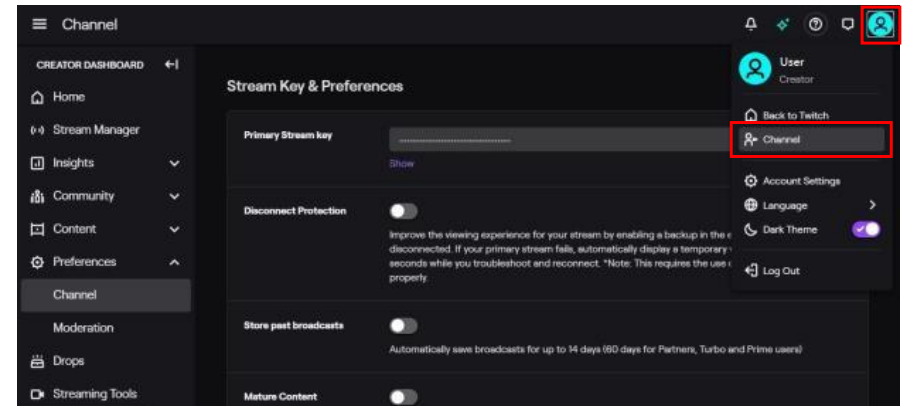 Channel
CREATOR DASHBOARD
Home
Stream Manager
Insights
Community
Content
Preferences
Channel
Moderation
Drops
Streaming Tools
Stream Key & Preferences
Primary Stream key
Show
Disconnect Protection
Improve the viewing experience for your stream by enabling a backup in the e
disconnected. If your primary stream fails, automatically display a temporary
seconds while you troubleshoot and reconnect. *Note: This requires the use
properly.
Store past broadcasts
Automatically save broadcasts for up to 14 days (60 days for Partners, Turbo and Prime users)
Mature Content
User
Creator
Back to Twitch
Channel
Account Settings
Language
Dark Theme
Log Out